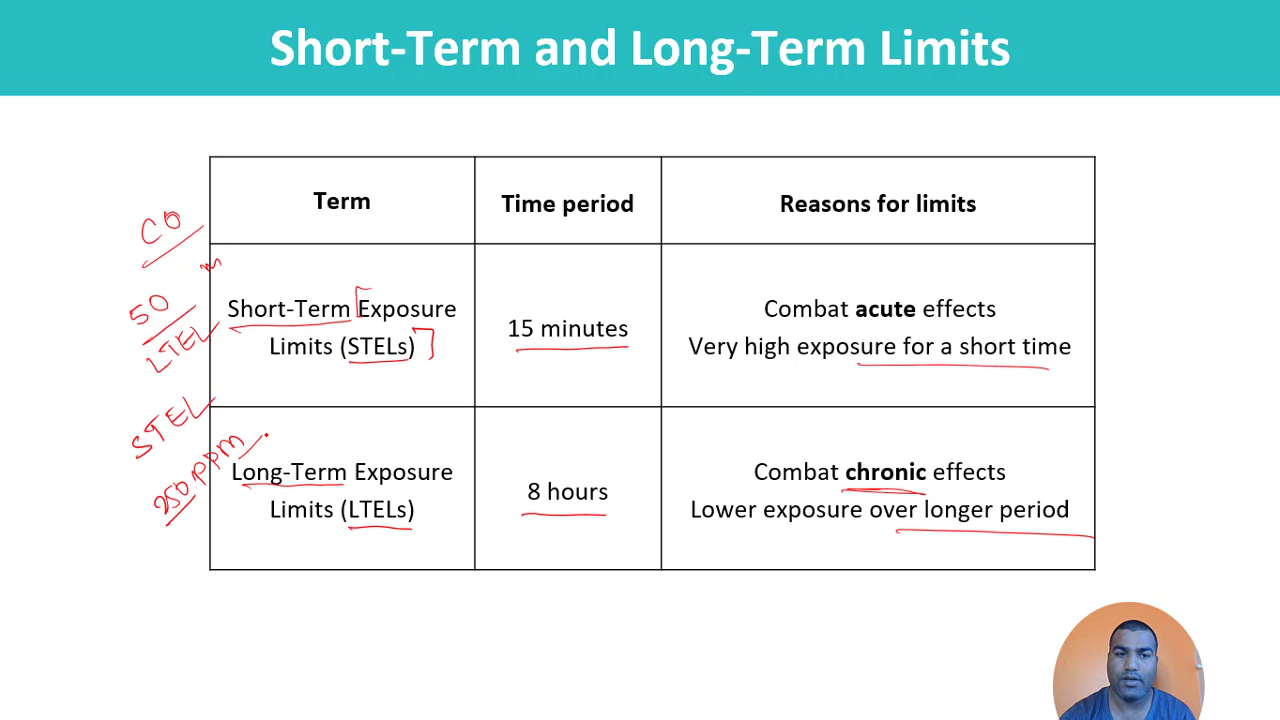 Short-Term and Long-Term Limits
Term
Time period
Reasons for limits
Short-Term Exposure
Limits (STELs)
15 minutes
Combat acute effects
Very high exposure for a short time
Long-Term Exposure
Limits (LTELs)
8 hours
Combat chronic effects
Lower exposure over longer period
CO
50
LTEL
STEL
250 ppm